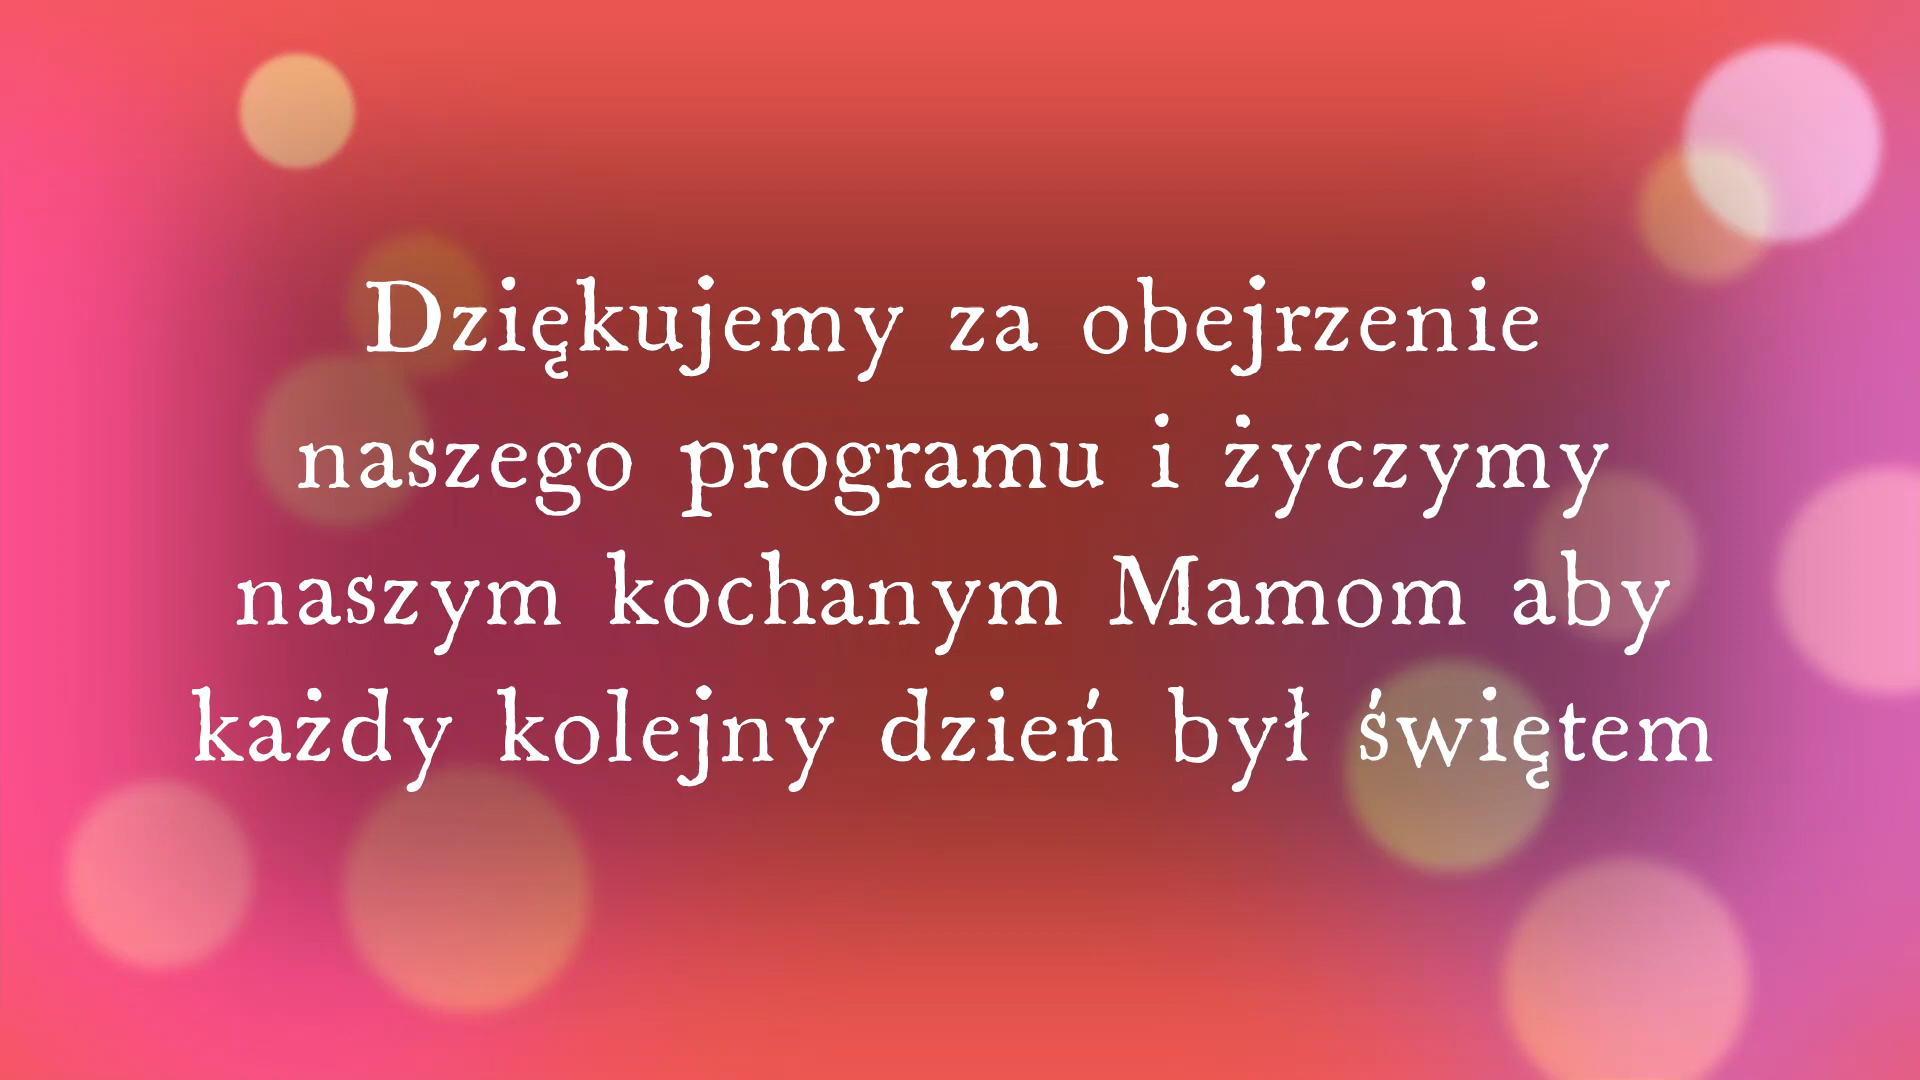 Dziękujemy za obejrzenie
naszego programu i życzymy
naszym kochanym Mamom aby
każdy kolejny dzień był świętem